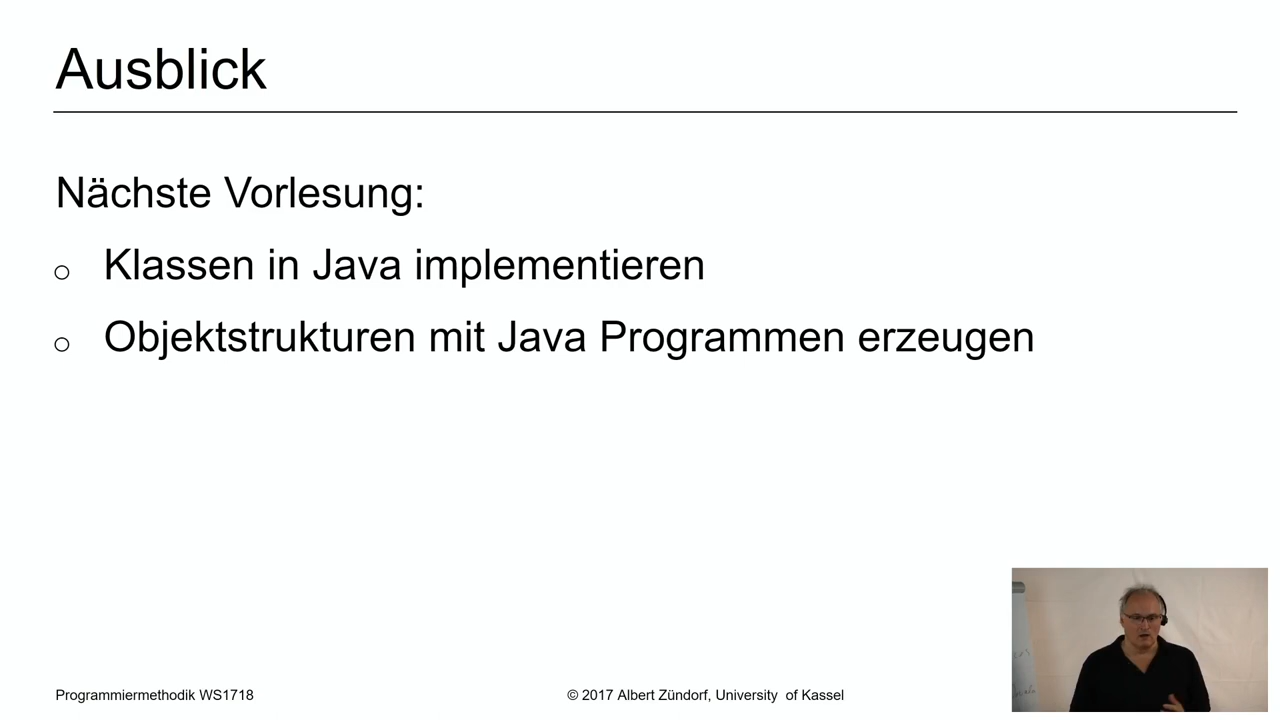 Ausblick
Nächste Vorlesung:
Klassen in Java implementieren
Objektstrukturen mit Java Programmen erzeugen
Programmiermethodik WS1718
© 2017 Albert Zündorf, University of Kassel